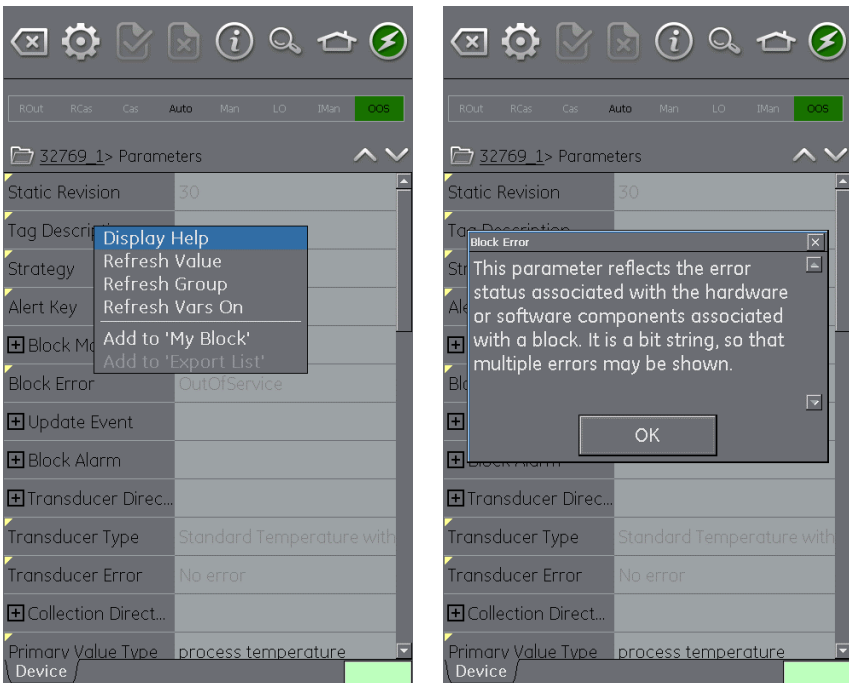 ROut RCas Cas Auto Man LO IMan OOS
32769_1> Parameters
Static Revision 30
Tag Descrip
Display Help
Refresh Value
Strategy
Refresh Group
Alert Key
Refresh Vars On
Add to 'My Block'
Block Mo
Add to 'Export List'
Block Error OutOfService
Update Event
Block Alarm
Transducer Direc...
Transducer Type Standard Temperature with
Transducer Error No error
Collection Direct...
Primary Value Type process temperature
Device
ROut RCas Cas Auto Man LO IMan OOS
32769_1> Parameters
Static Revision 30
Tag Description
Block Error
This parameter reflects the error
status associated with the hardware
or software components associated
with a block. It is a bit string, so that
multiple errors may be shown.
OK
Block Alarm
Transducer Direc...
Transducer Type Standard Temperature with
Transducer Error No error
Collection Direct...
Primary Value Type process temperature
Device